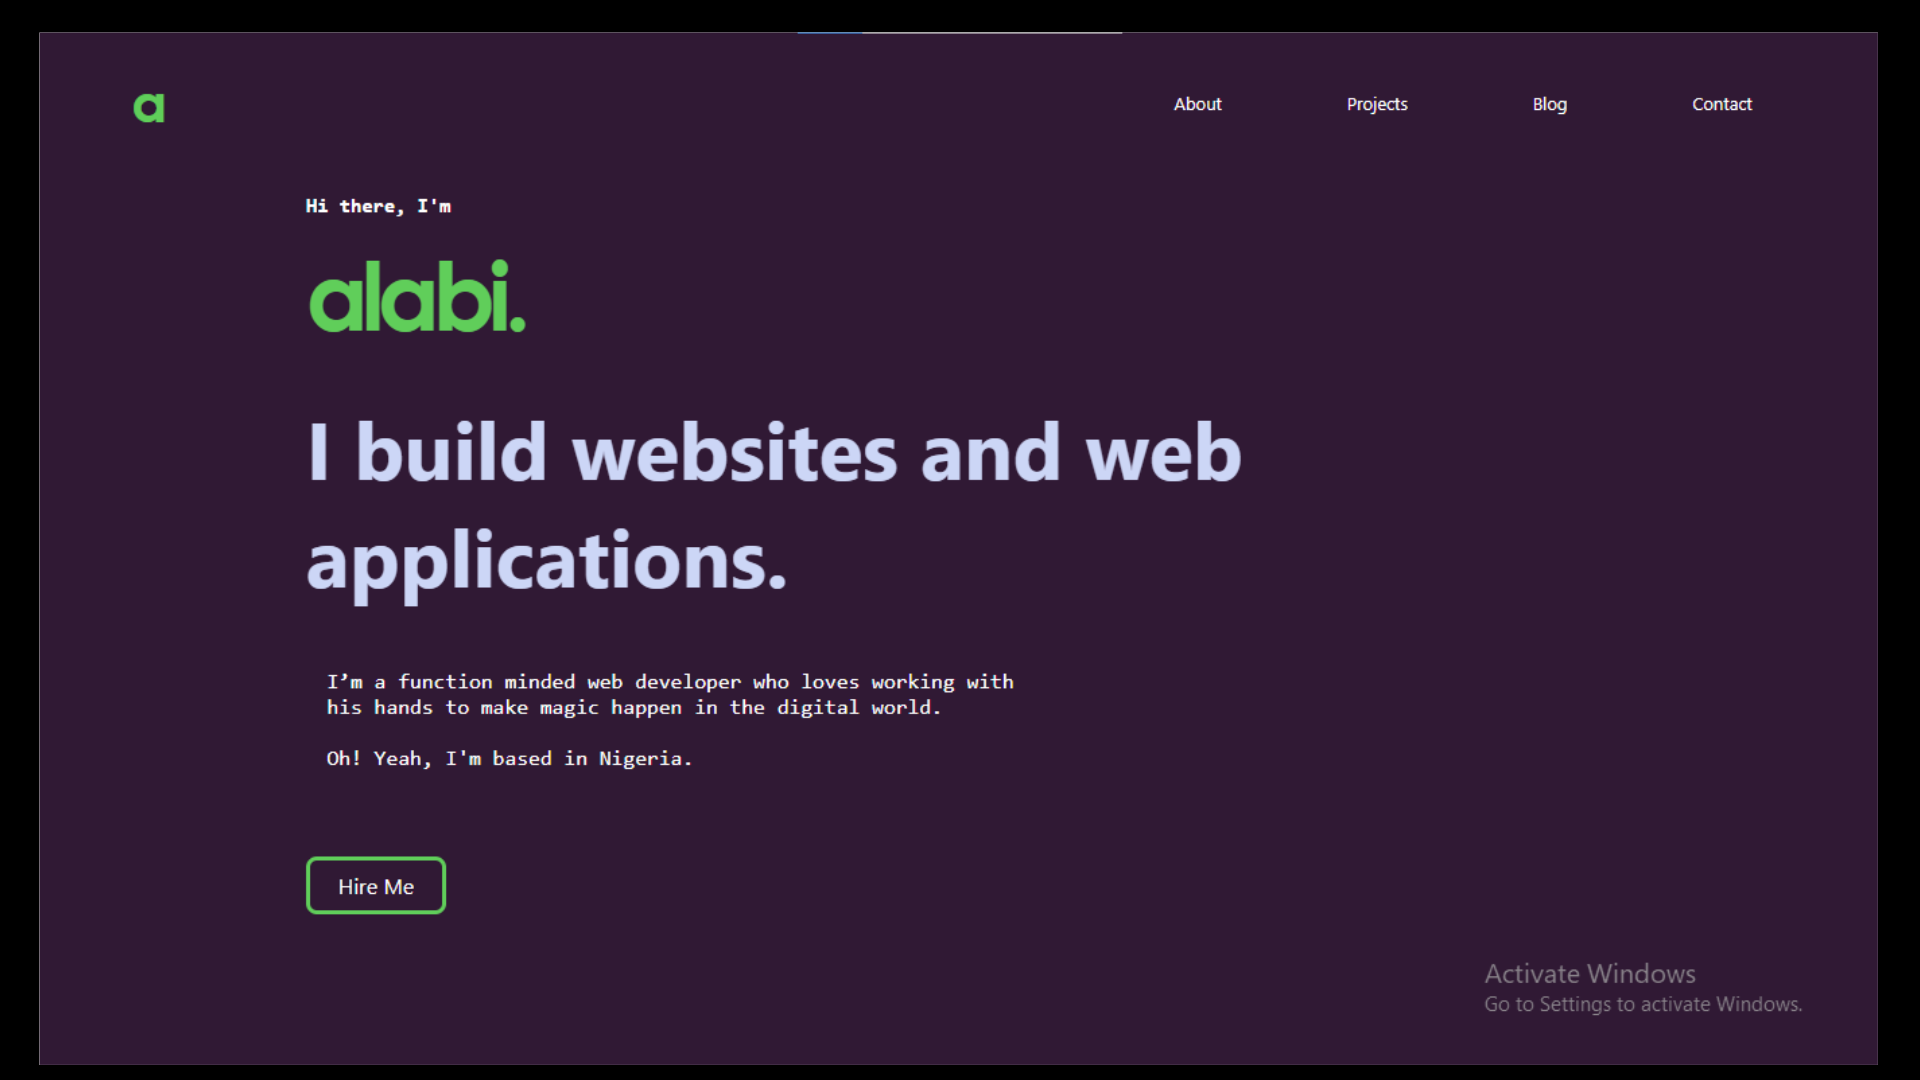 a
About Projects Blog Contact
Hi there, I'm
alabi.
I build websites and web
applications.
I’m a function minded web developer who loves working with
his hands to make magic happen in the digital world.
Oh! Yeah, I'm based in Nigeria.
Hire Me
Activate Windows
Go to Settings to activate Windows.